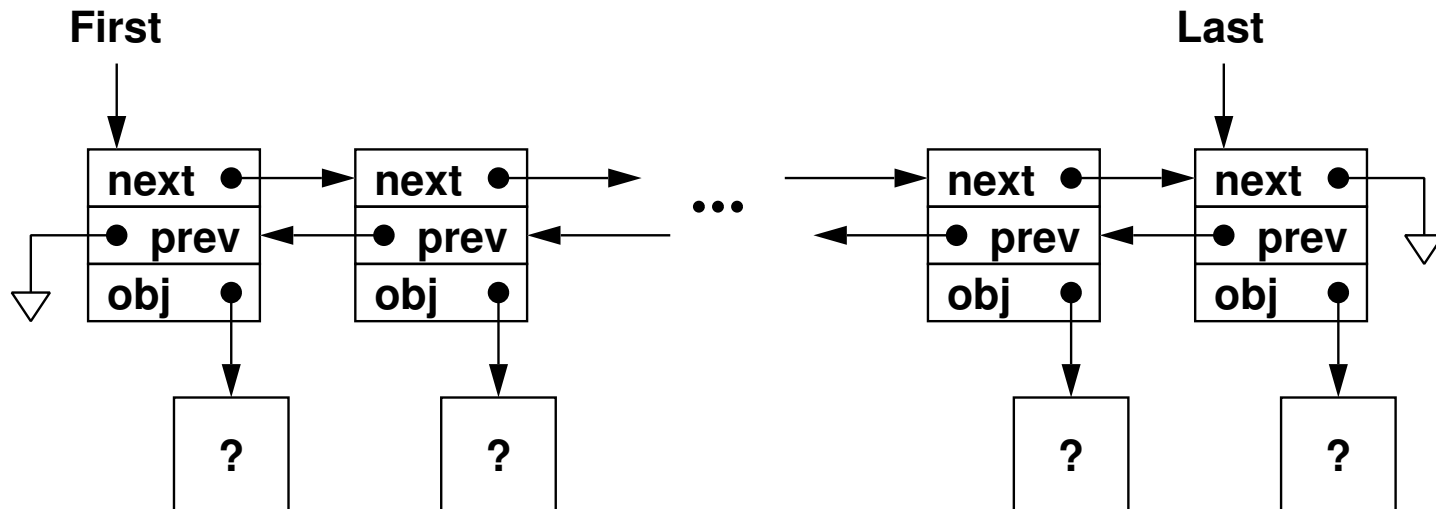 First Last
next next ... next next
prev prev prev prev
obj obj obj obj
? ? ? ?